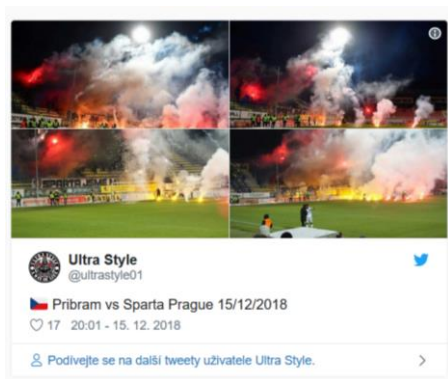 Ultra Style
@ultrastyle01
Pribram vs Sparta Prague 15/12/2018
17 20:01 - 15. 12. 2018
Podívejte se na další tweety uživatele Ultra Style.